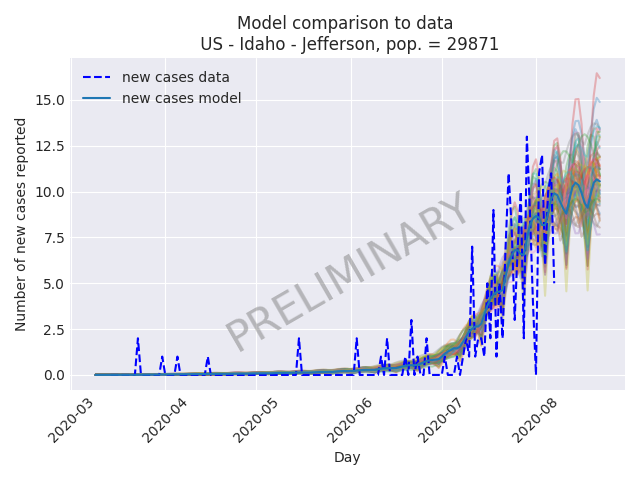 Model comparison to data
US - Idaho - Jefferson, pop. = 29871
new cases data
new cases model
Number of new cases reported
15.0
12.5
10.0
7.5
5.0
2.5
0.0
PRELIMINARY
2020-03
2020-04
2020-05
2020-06
2020-07
2020-08
Day